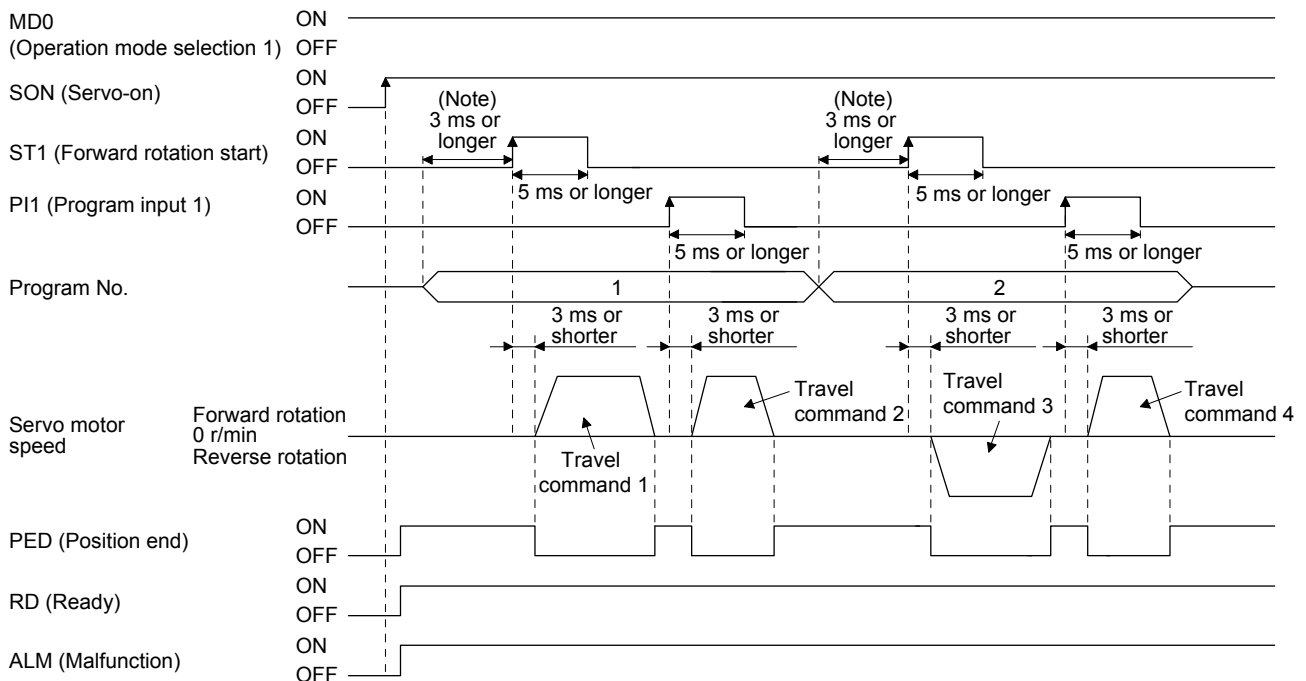 MD0
(Operation mode selection 1)
ON
OFF
SON (Servo-on)
ON
OFF
(Note)
3 ms or
longer
(Note)
3 ms or
longer
ST1 (Forward rotation start)
ON
OFF
5 ms or longer
5 ms or longer
PI1 (Program input 1)
ON
OFF
5 ms or longer
5 ms or longer
Program No.
1
2
3 ms or
shorter
3 ms or
shorter
3 ms or
shorter
3 ms or
shorter
Servo motor
speed
Forward rotation
0 r/min
Reverse rotation
Travel
command 1
Travel
command 2
Travel
command 3
Travel
command 4
PED (Position end)
ON
OFF
RD (Ready)
ON
OFF
ALM (Malfunction)
ON
OFF